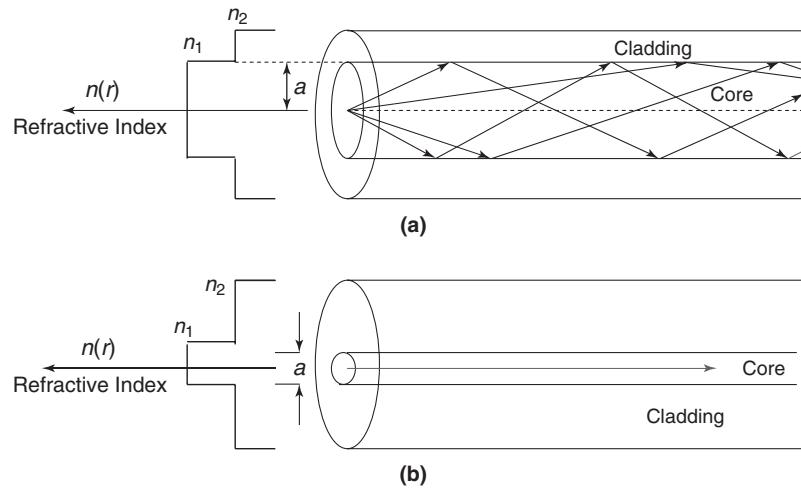 n2
n1
Cladding
a
n(r)
Core
Refractive Index
(a)
n2
n1
n(r)
a
Core
Refractive Index
Cladding
(b)